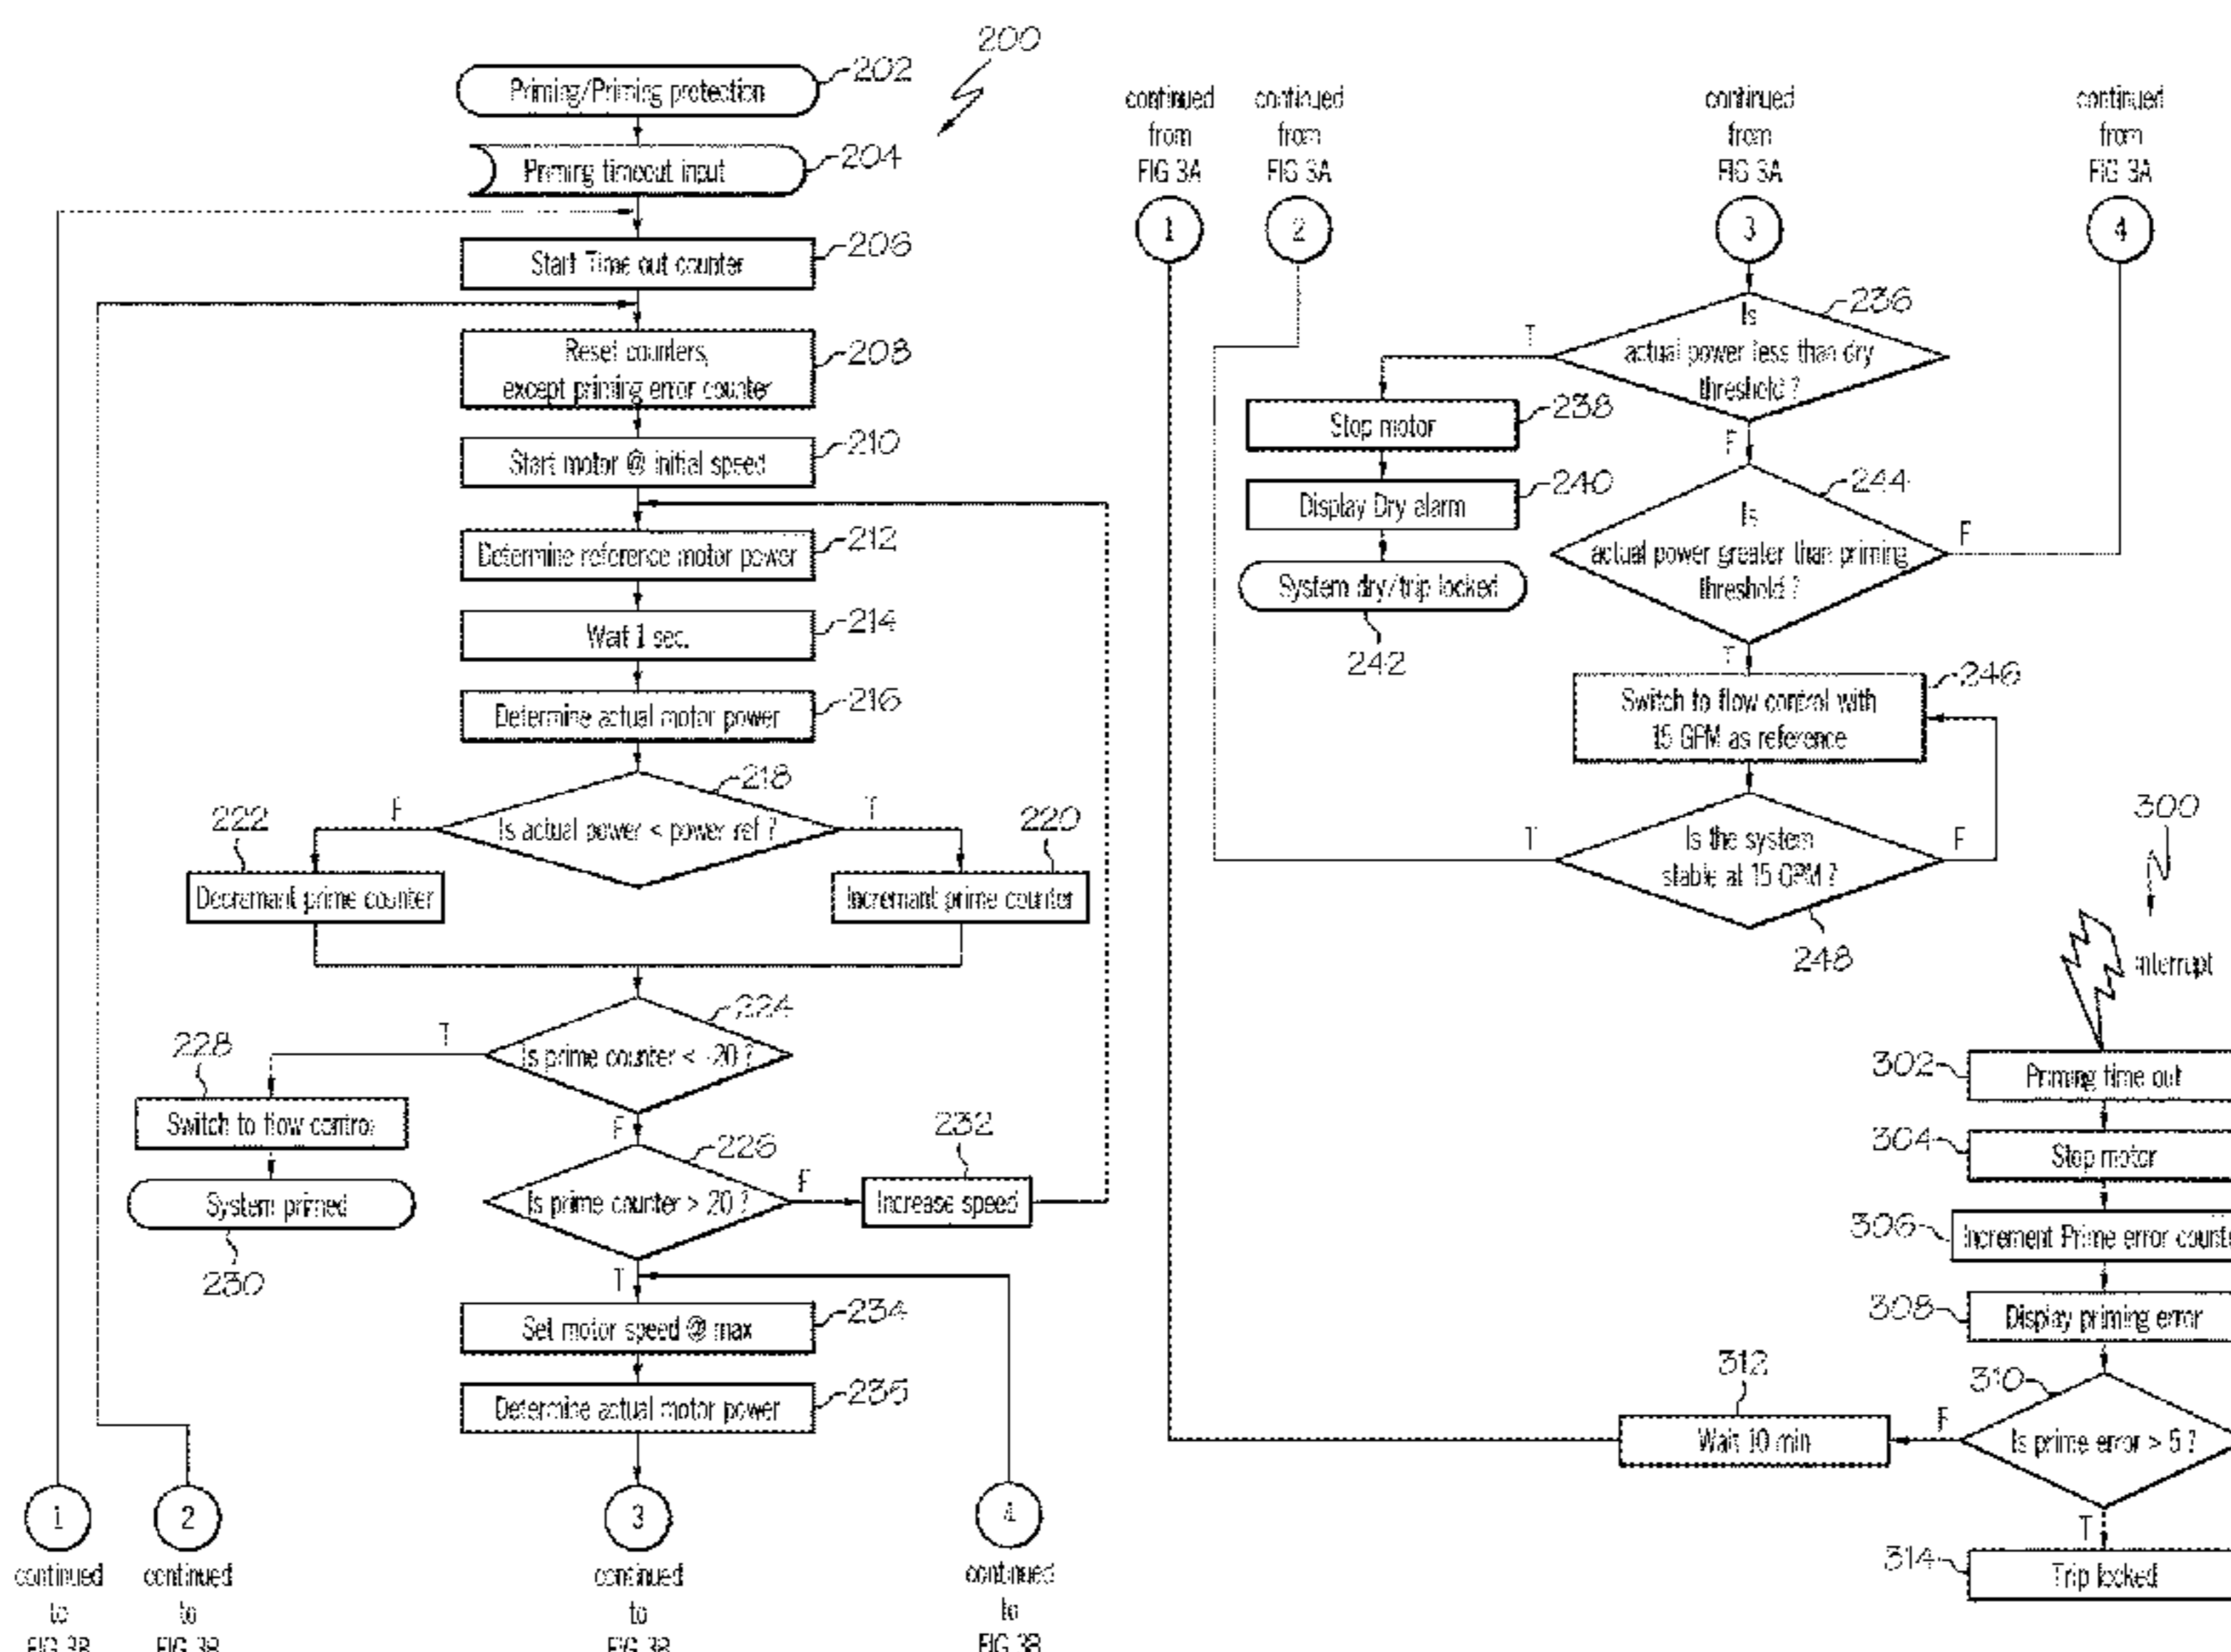 200
Priming/Priming protection
202
Priming timeout input
204
Start Time out counter
206
Reset counters,
except priming error counter
208
Start motor @ initial speed
210
Determine reference motor power
212
Wait 1 sec.
214
Determine actual motor power
216
218
F
Is actual power < power ref ?
T
222
220
Decremant prime counter
Incremant prime counter
224
T
Is prime counter < -20 ?
228
Switch to flow control
F
226
232
System primed
230
Is prime counter > 20 ?
F
Increase speed
T
Set motor speed @ max
234
Determine actual motor power
235
1
2
3
4
continued
to
FIG 3B
continued
to
FIG 3B
continued
to
FIG 3B
continued
to
FIG 3B
continued
from
FIG 3A
continued
from
FIG 3A
continued
from
FIG 3A
continued
from
FIG 3A
1
2
3
4
236
T
Is
actual power less than dry
threshold ?
Stop motor
238
F
Display Dry alarm
240
244
Is
actual power greater than priming
threshold ?
F
System dry/trip locked
242
T
Switch to flow control with
15 GPM as reference
246
T
Is the system
stable at 15 GPM ?
F
248
300
interrupt
302
Priming time out
304
Stop motor
306
Increment Prime error counte
308
Display priming error
312
310
Wait 10 min
F
Is prime error > 5 ?
T
314
Trip locked